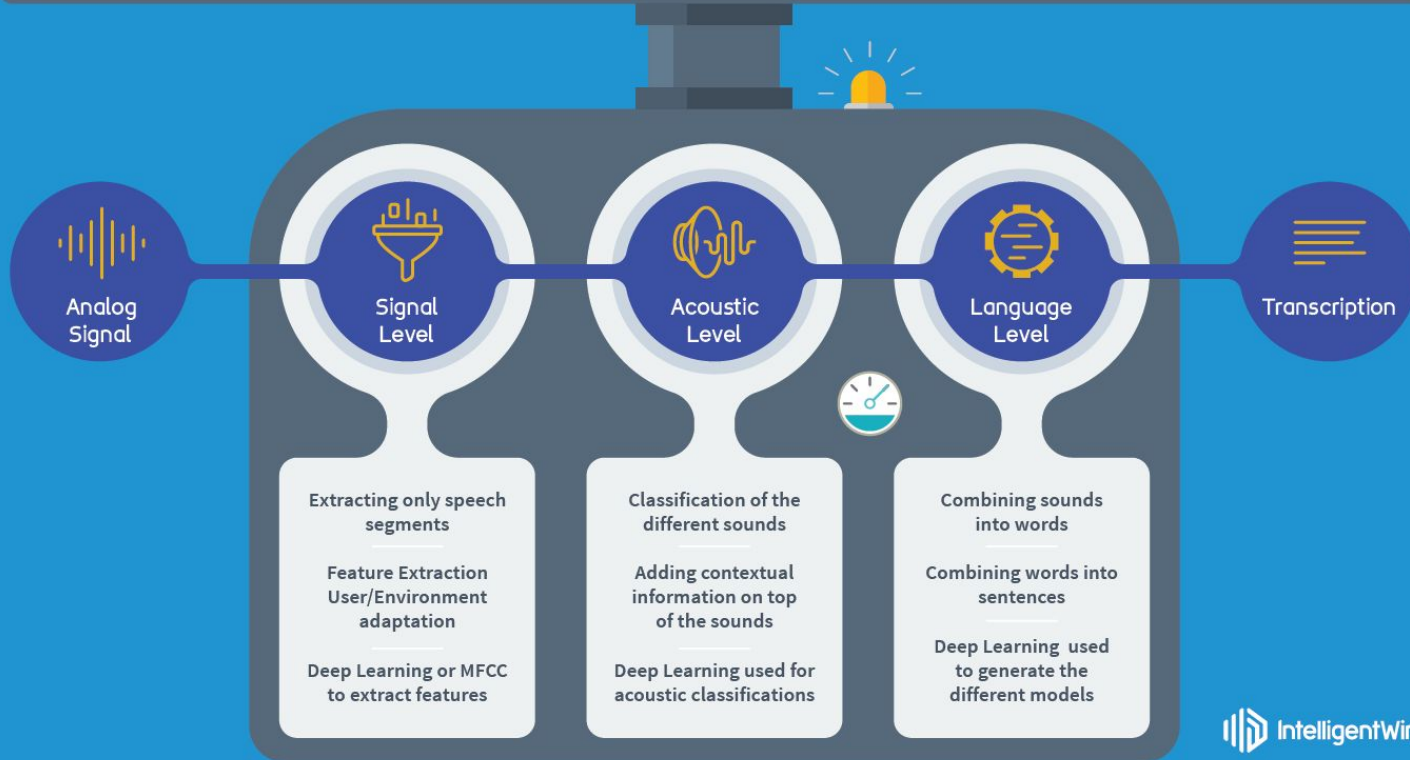 Analog
Signal
Signal
Level
Acoustic
Level
Language
Level
Transcription
Extracting only speech
segments
Feature Extraction
User/Environment
adaptation
Deep Learning or MFCC
to extract features
Classification of the
different sounds
Adding contextual
information on top
of the sounds
Deep Learning used for
acoustic classifications
Combining sounds
into words
Combining words into
sentences
Deep Learning used
to generate the
different models